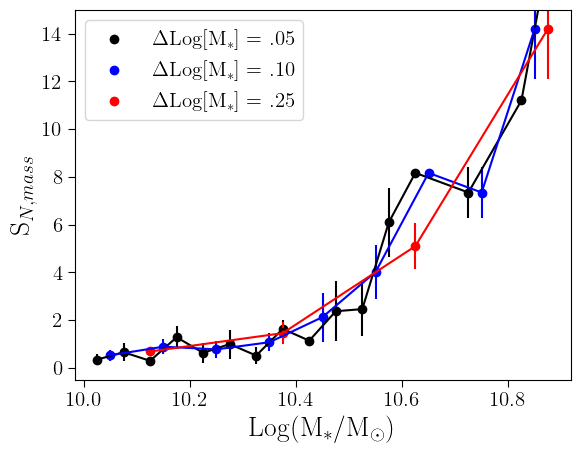 ΔLog[M*] = .05
ΔLog[M*] = .10
ΔLog[M*] = .25
14
12
10
8
6
4
2
0
S_{N,mass}
10.0 10.2 10.4 10.6 10.8
Log(M*/M⊙)